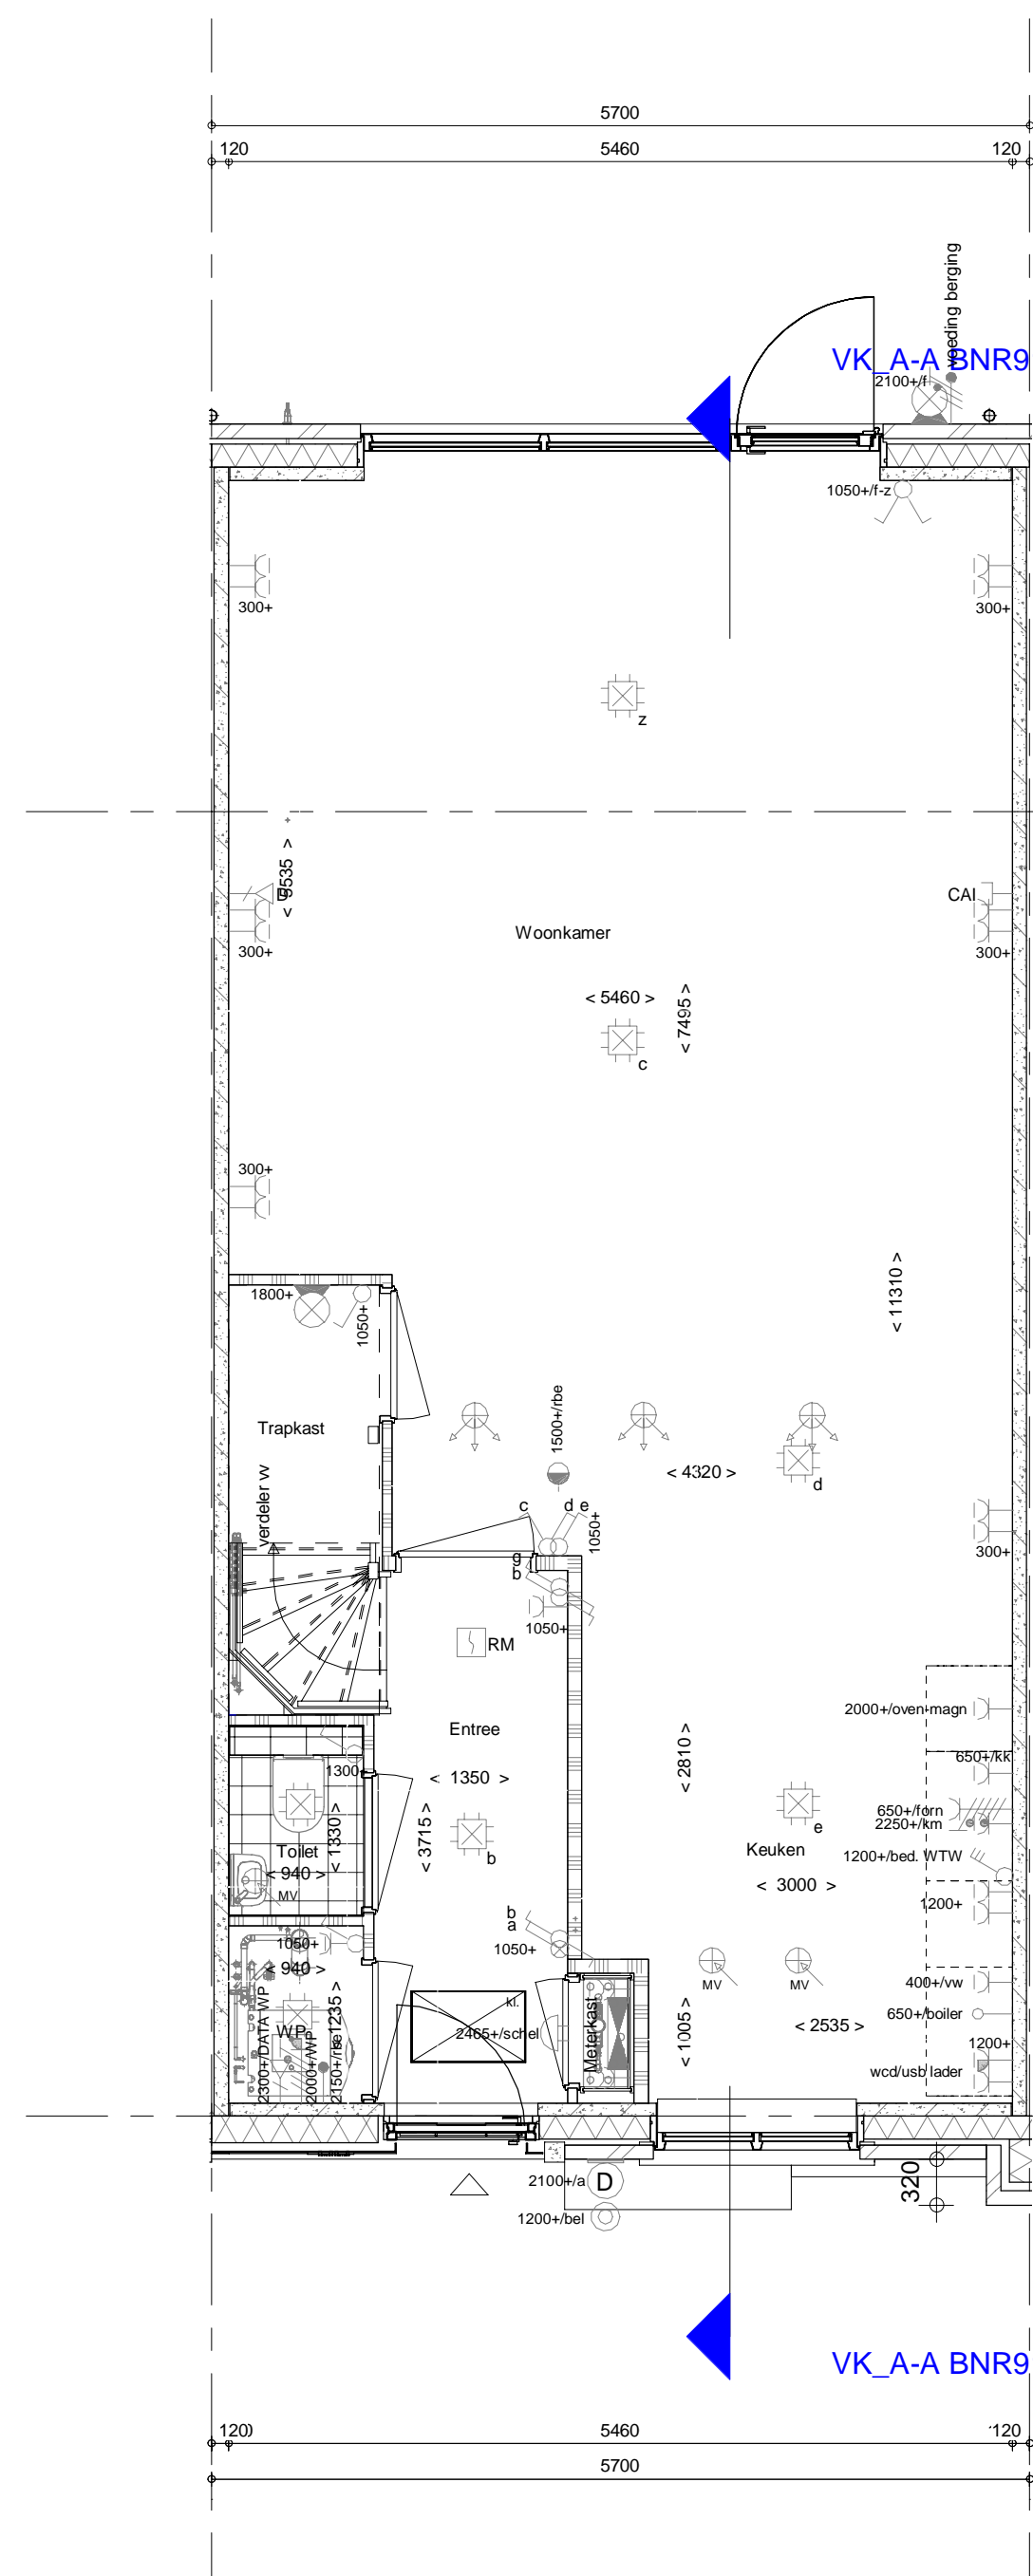 5700
120
5460
120
voeding berging
VK_A-A BNR9
2100+/f
1050+/f-z
300+
300+
z
< 9535 >
CAI
300+
300+
Woonkamer
< 5460 >
< 7495 >
c
300+
< 11310 >
1800+
1050+
Trapkast
1500+/rbe
< 4320 >
d
verdeler vv
c
d e
1050+
300+
g
b
1050+
RM
2000+/oven-magn
Entree
650+/kk
< 1350 >
< 2810 >
1300+
650+/forn
2250+/km
e
Toilet
< 1330 >
< 3715 >
b
Keuken
1200+/bed. WTW
< 940 >
MV
< 3000 >
1200+
b
a
1050+
1050+
< 940 >
MV
MV
400+/vw
kl.
650+/boiler
WP
2465+/schel
Meterkast
< 1005 >
< 2535 >
1200+
2300+/DATA WP
2000+/WP
wcd/usb lader
2100+/a
D
320
1200+/bel
VK_A-A BNR9
120
5460
120
5700